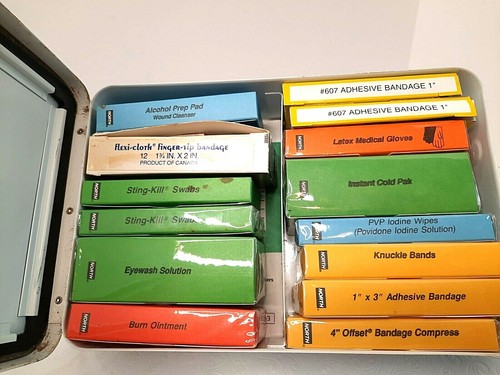 Alcohol Prep Pad
Wound Cleanser
flexi-cloth® finger-tip bandage
12 1¾ IN. X 2 IN.
PRODUCT OF CANADA
NORTH
Sting-Kill® Swabs
NORTH
Sting-Kill® Swabs
NORTH
Eyewash Solution
NORTH
Burn Ointment
#607 ADHESIVE BANDAGE 1"
#607 ADHESIVE BANDAGE 1"
NORTH
Latex Medical Gloves
NORTH
Instant Cold Pak
NORTH
PVP Iodine Wipes
(Povidone Iodine Solution)
NORTH
Knuckle Bands
NORTH
1" x 3" Adhesive Bandage
NORTH
4" Offset® Bandage Compress